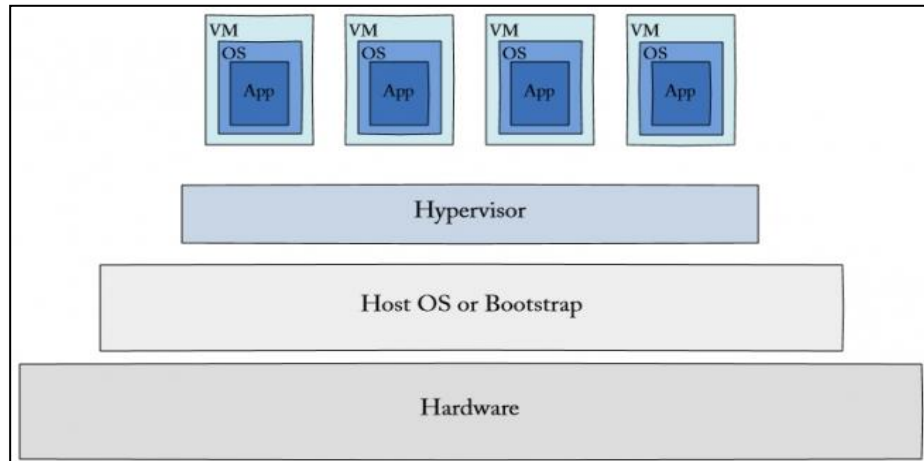 VM VM VM VM
OS OS OS OS
App App App App
Hypervisor
Host OS or Bootstrap
Hardware